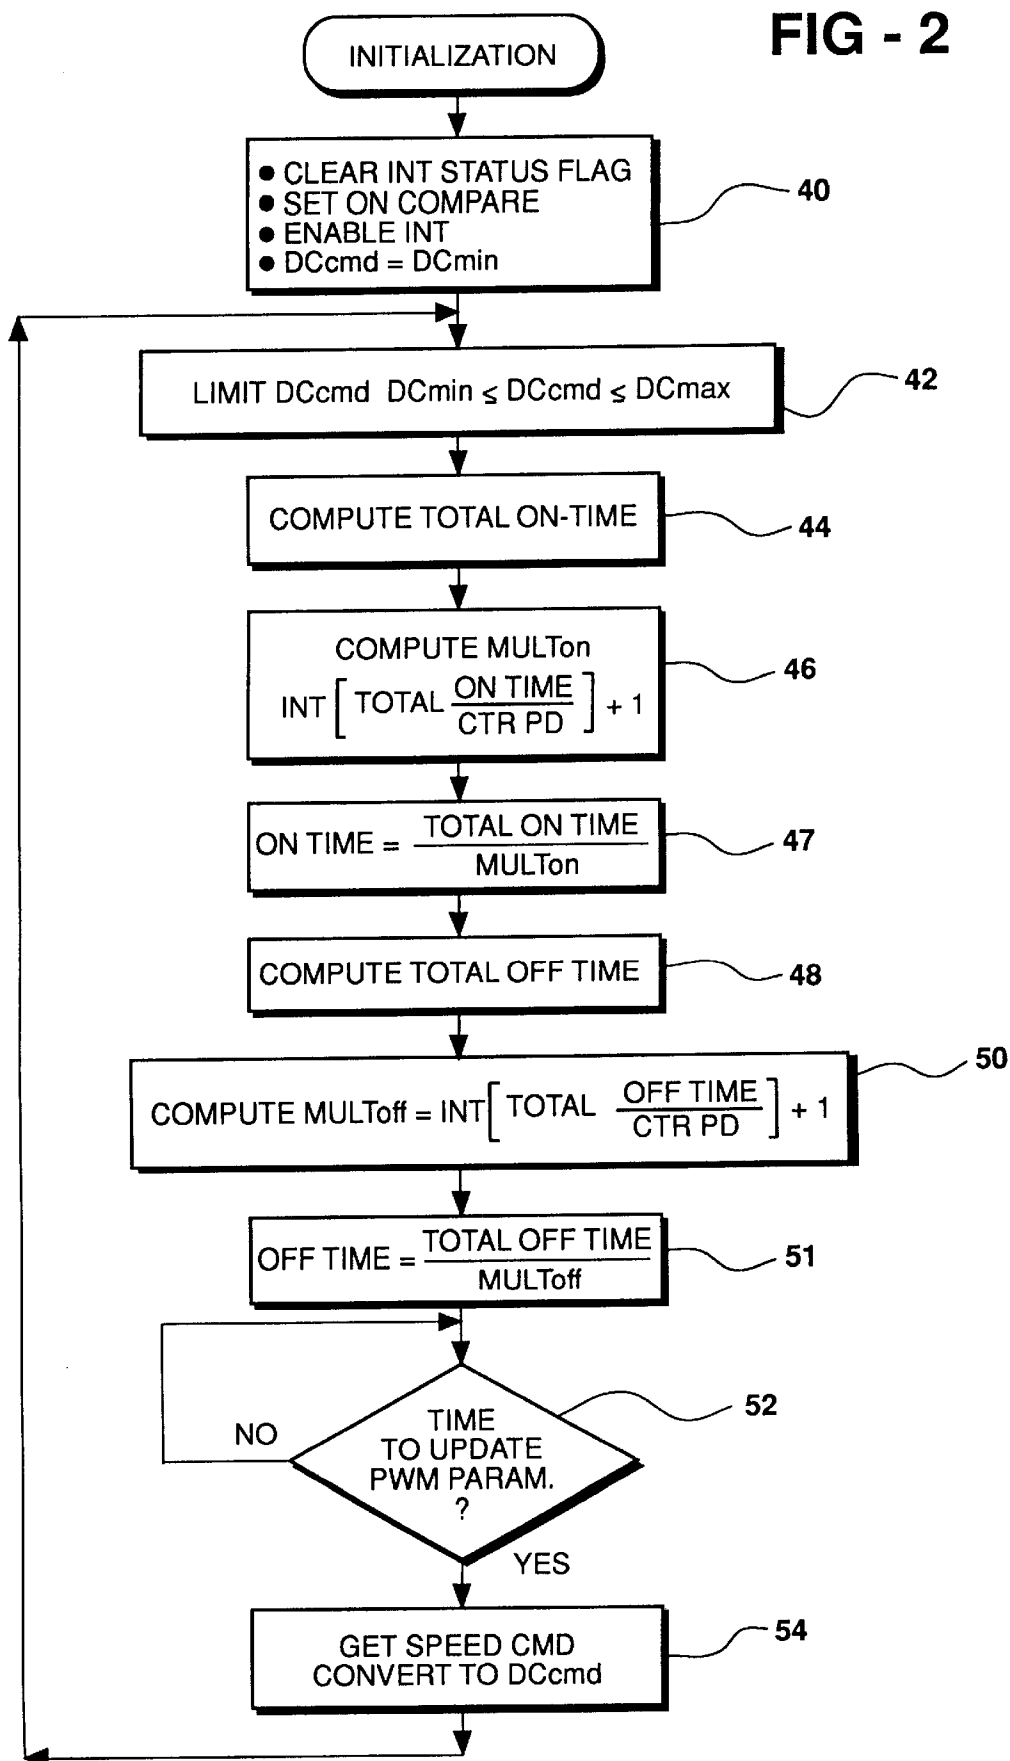 FIG - 2
INITIALIZATION
● CLEAR INT STATUS FLAG
● SET ON COMPARE
● ENABLE INT
● DCcmd = DCmin
40
LIMIT DCcmd DCmin ≤ DCcmd ≤ DCmax
42
COMPUTE TOTAL ON-TIME
44
COMPUTE MULTon
INT [ TOTAL ON TIME / CTR PD ] + 1
46
ON TIME = TOTAL ON TIME / MULTon
47
COMPUTE TOTAL OFF TIME
48
COMPUTE MULToff = INT [ TOTAL OFF TIME / CTR PD ] + 1
50
OFF TIME = TOTAL OFF TIME / MULToff
51
TIME
TO UPDATE
PWM PARAM.
?
52
NO
YES
GET SPEED CMD
CONVERT TO DCcmd
54